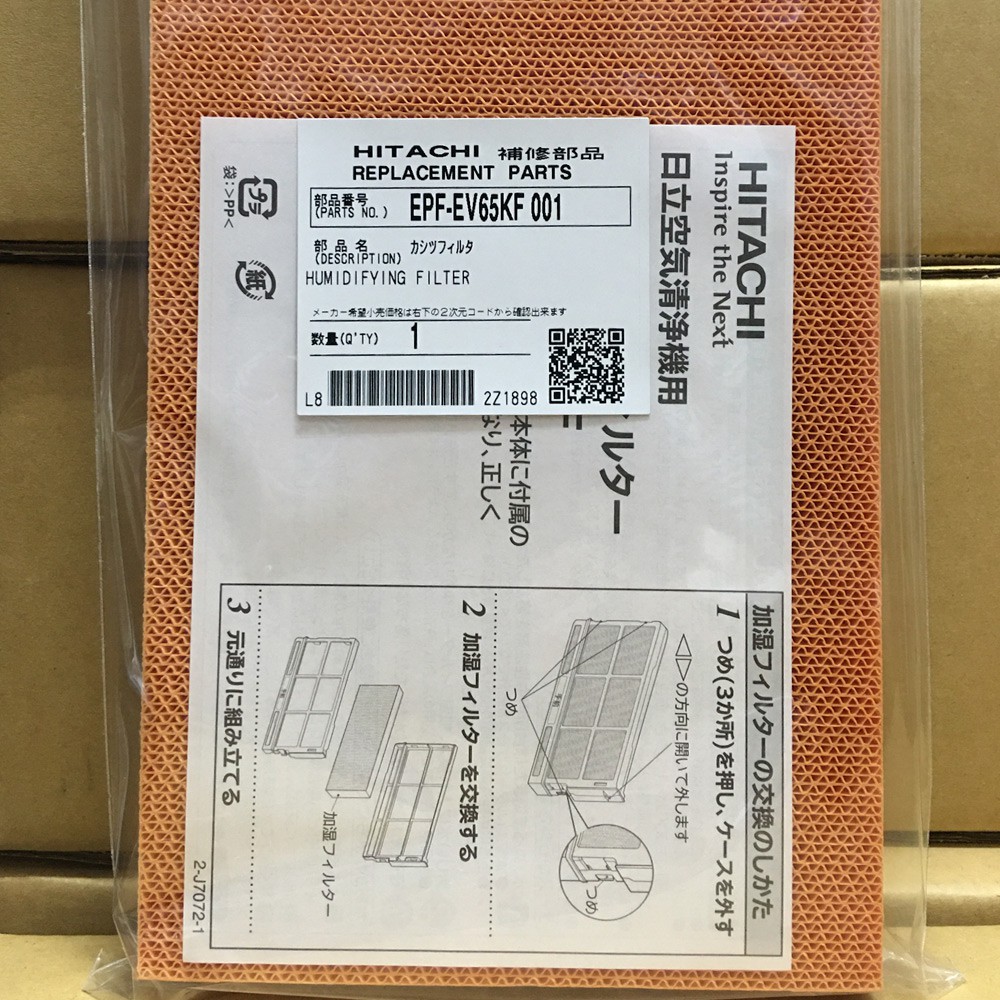 HITACHI 補修部品
REPLACEMENT PARTS
部品番号
(PARTS NO.)
EPF-EV65KF 001
部品名
(DESCRIPTION)
カシツフィルタ
HUMIDIFYING FILTER
メーカー希望小売価格は右下の2次元コードから確認出来ます
数量(Q'TY)
1
L8
2Z1898
HITACHI
Inspire the Next
日立空気清浄機用
ィルター
本体に付属の
なり、正しく
プラ
袋:>PP<
紙
加湿フィルターの交換のしかた
1 つめ(3か所)を押し、ケースを外す
◁▷の方向に開いて外します
つめ
つめ
2 加湿フィルターを交換する
加湿フィルター
3 元通りに組み立てる
2-J7072-1